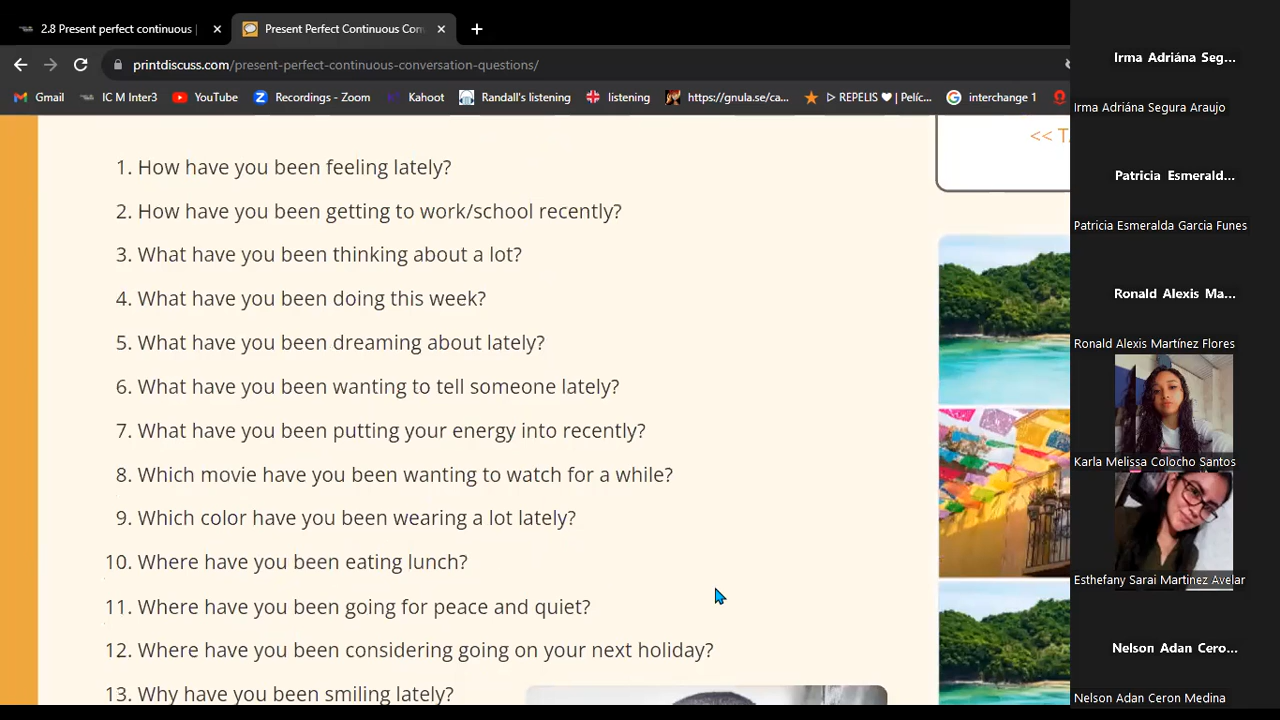 2.8 Present perfect continuous |
Present Perfect Continuous Con
printdiscuss.com/present-perfect-continuous-conversation-questions/
Gmail
IC M Inter3
YouTube
Recordings - Zoom
Kahoot
Randall's listening
listening
https://gnula.se/ca...
▷ REPELIS ♥ | Pelíc...
interchange 1
<< T
1. How have you been feeling lately?
2. How have you been getting to work/school recently?
3. What have you been thinking about a lot?
4. What have you been doing this week?
5. What have you been dreaming about lately?
6. What have you been wanting to tell someone lately?
7. What have you been putting your energy into recently?
8. Which movie have you been wanting to watch for a while?
9. Which color have you been wearing a lot lately?
10. Where have you been eating lunch?
11. Where have you been going for peace and quiet?
12. Where have you been considering going on your next holiday?
13. Why have you been smiling lately?
Irma Adriána Seg...
Irma Adriána Segura Araujo
Patricia Esmerald...
Patricia Esmeralda Garcia Funes
Ronald Alexis Ma...
Ronald Alexis Martínez Flores
Karla Melissa Colocho Santos
Esthefany Sarai Martinez Avelar
Nelson Adan Cero...
Nelson Adan Ceron Medina